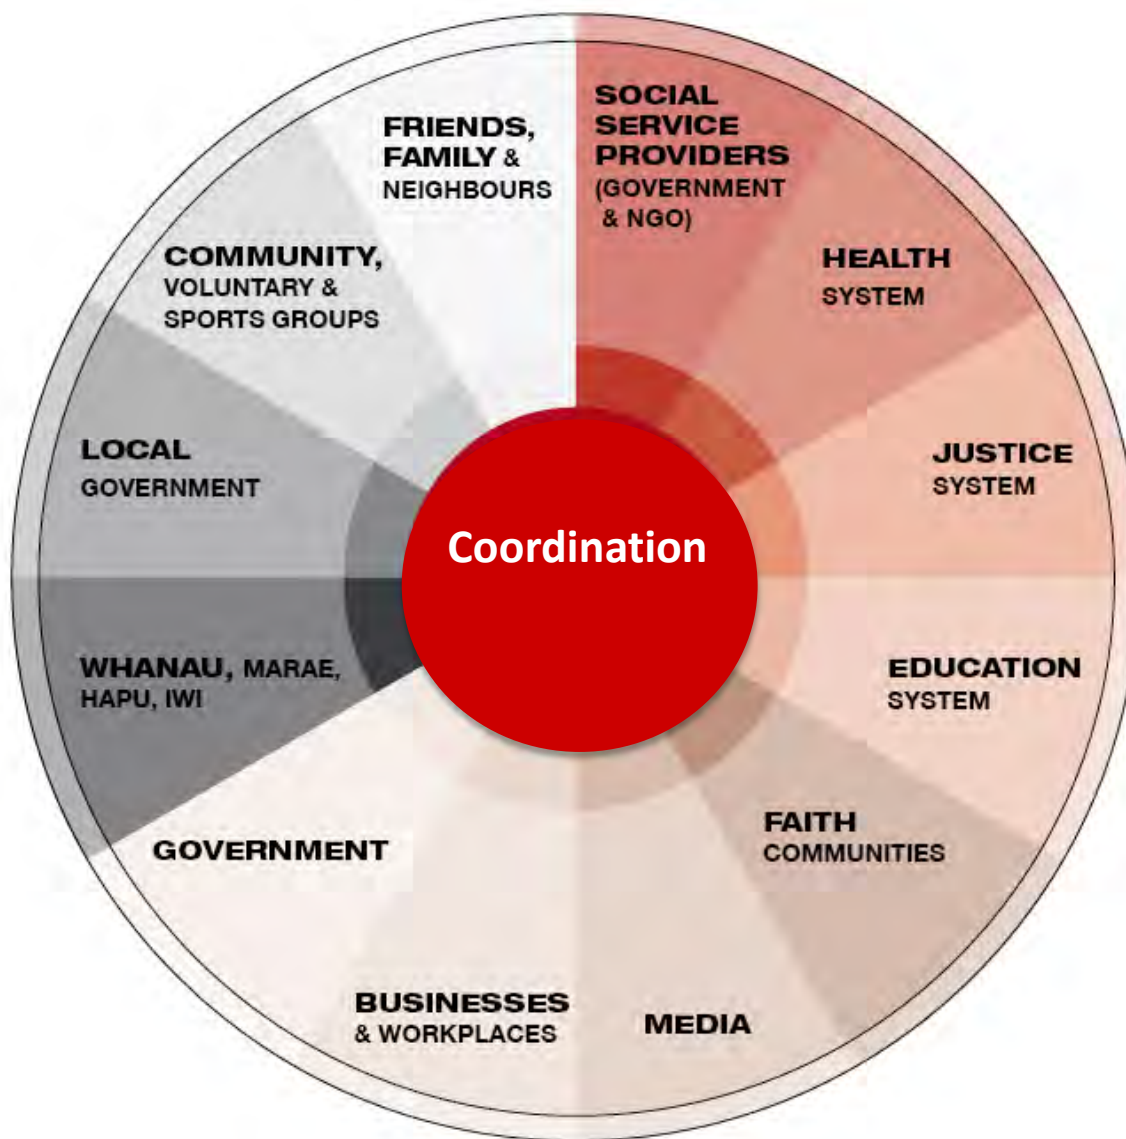 SOCIAL
SERVICE
PROVIDERS
(GOVERNMENT
& NGO)
HEALTH
SYSTEM
JUSTICE
SYSTEM
EDUCATION
SYSTEM
FAITH
COMMUNITIES
MEDIA
BUSINESSES
& WORKPLACES
GOVERNMENT
WHANAU, MARAE,
HAPU, IWI
LOCAL
GOVERNMENT
COMMUNITY,
VOLUNTARY &
SPORTS GROUPS
FRIENDS,
FAMILY &
NEIGHBOURS
Coordination